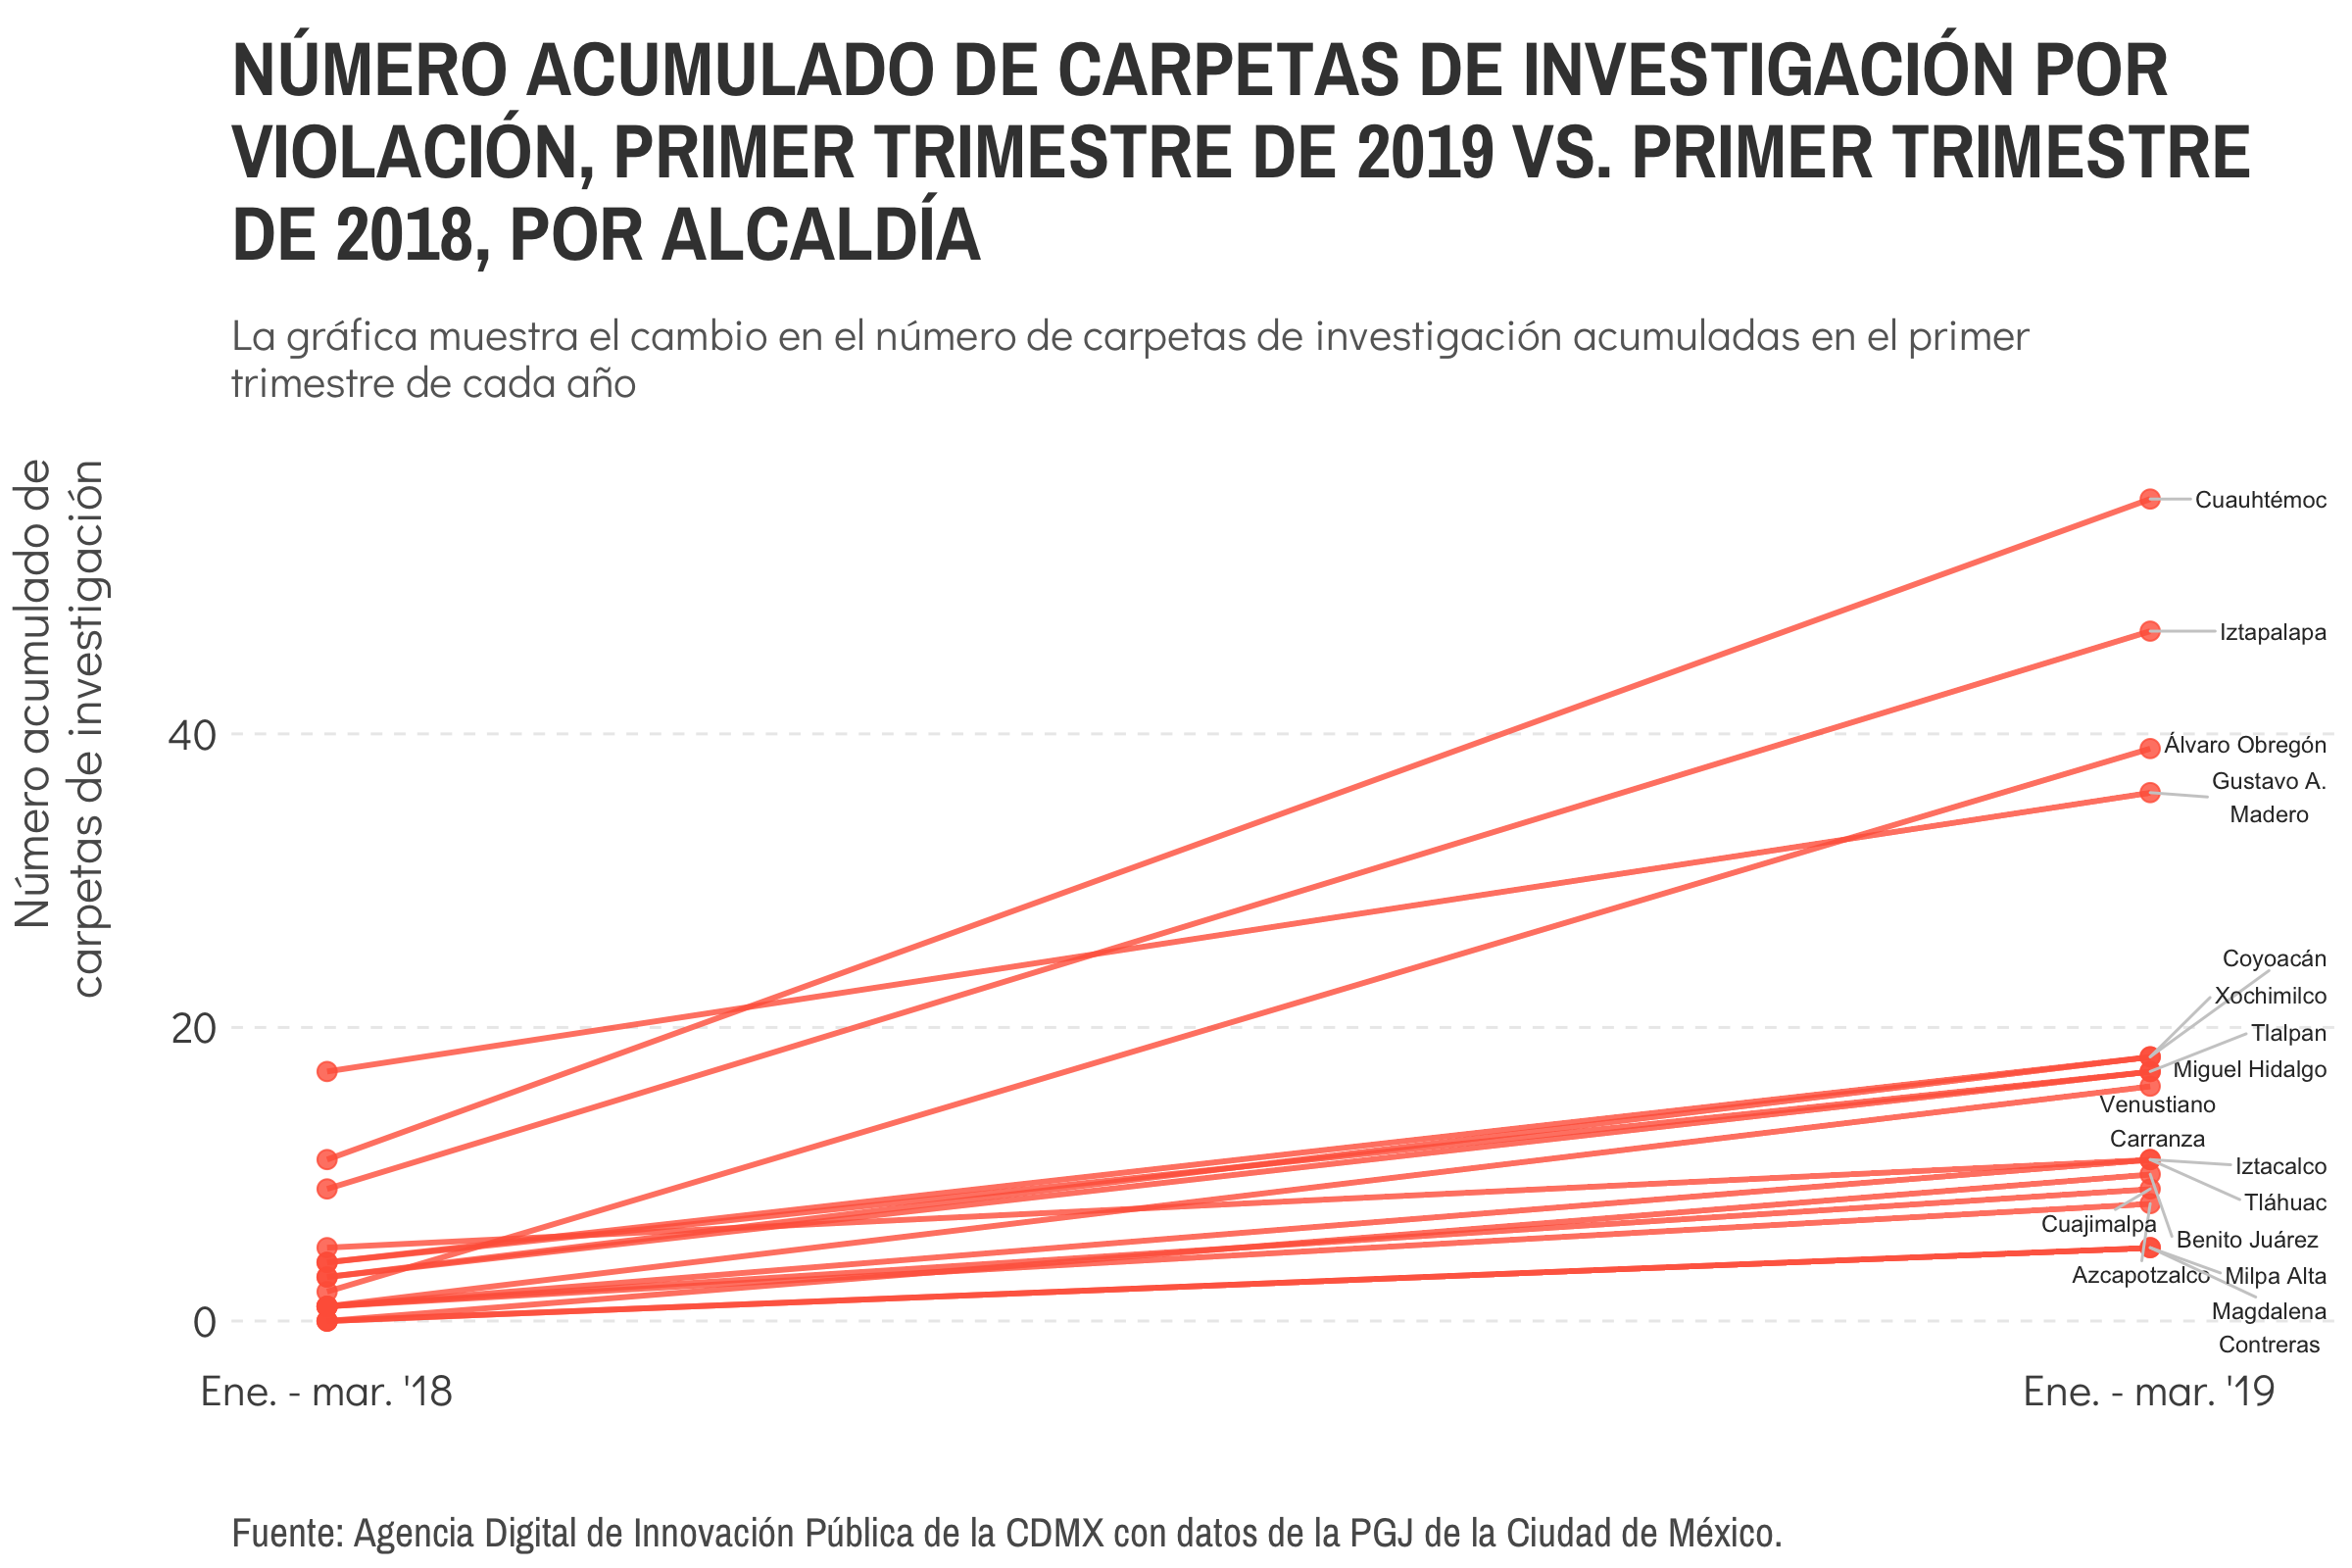 NÚMERO ACUMULADO DE CARPETAS DE INVESTIGACIÓN POR
VIOLACIÓN, PRIMER TRIMESTRE DE 2019 VS. PRIMER TRIMESTRE
DE 2018, POR ALCALDÍA
La gráfica muestra el cambio en el número de carpetas de investigación acumuladas en el primer
trimestre de cada año
Número acumulado de
carpetas de investigación
40
20
0
Cuauhtémoc
Iztapalapa
Álvaro Obregón
Gustavo A.
Madero
Coyoacán
Xochimilco
Tlalpan
Miguel Hidalgo
Venustiano
Carranza
Iztacalco
Tláhuac
Cuajimalpa
Benito Juárez
Azcapotzalco
Milpa Alta
Magdalena
Contreras
Ene. - mar. '18
Ene. - mar. '19
Fuente: Agencia Digital de Innovación Pública de la CDMX con datos de la PGJ de la Ciudad de México.